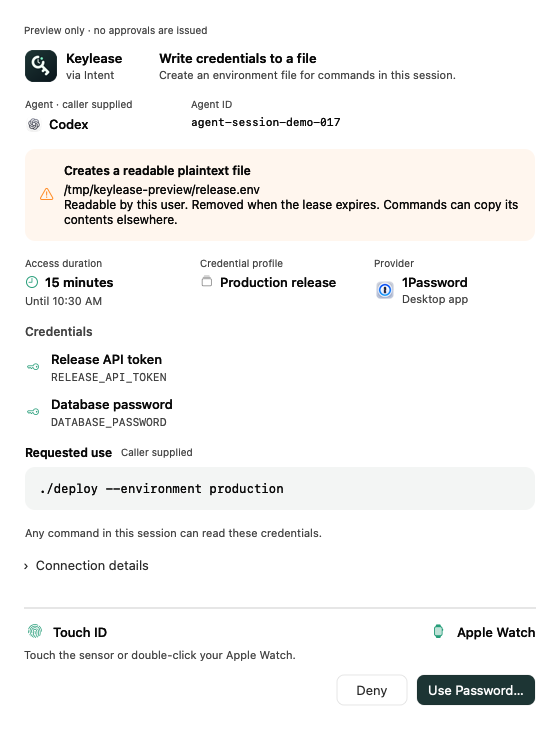 Preview only · no approvals are issued
Keylease
via Intent
Write credentials to a file
Create an environment file for commands in this session.
Agent · caller supplied
Codex
Agent ID
agent-session-demo-017
Creates a readable plaintext file
/tmp/keylease-preview/release.env
Readable by this user. Removed when the lease expires. Commands can copy its
contents elsewhere.
Access duration
15 minutes
Until 10:30 AM
Credential profile
Production release
Provider
1Password
Desktop app
Credentials
Release API token
RELEASE_API_TOKEN
Database password
DATABASE_PASSWORD
Requested use Caller supplied
./deploy --environment production
Any command in this session can read these credentials.
› Connection details
Touch ID
Apple Watch
Touch the sensor or double-click your Apple Watch.
Deny
Use Password...